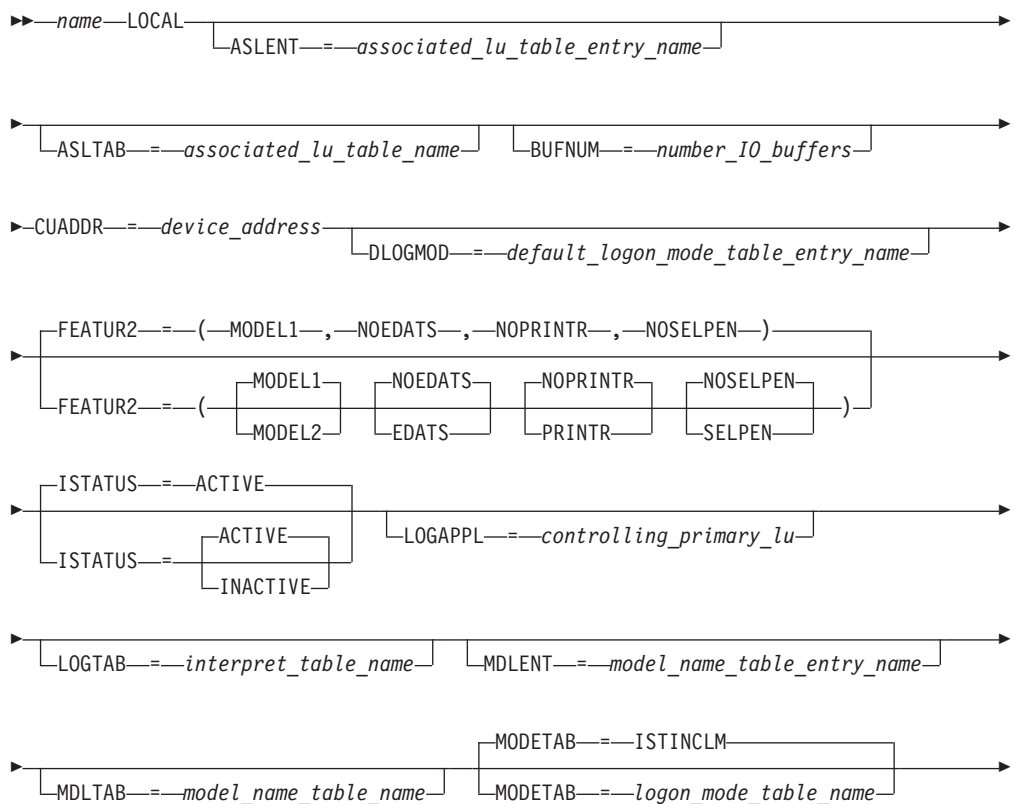 name LOCAL
ASLENT = associated_lu_table_entry_name
ASLTAB = associated_lu_table_name BUFNUM = number_IO_buffers
CUADDR = device_address
DLOGMOD = default_logon_mode_table_entry_name
FEATUR2 = ( MODEL1 , NOEDATS , NOPRINTR , NOSELPEN )
MODEL1 NOEDATS NOPRINTR NOSELPEN
FEATUR2 = ( )
MODEL2 EDATS PRINTR SELPEN
ISTATUS = ACTIVE
ACTIVE LOGAPPL = controlling_primary_lu
ISTATUS =
INACTIVE
LOGTAB = interpret_table_name MDLENT = model_name_table_entry_name
MODETAB = ISTINCLM
MDLTAB = model_name_table_name MODETAB = logon_mode_table_name